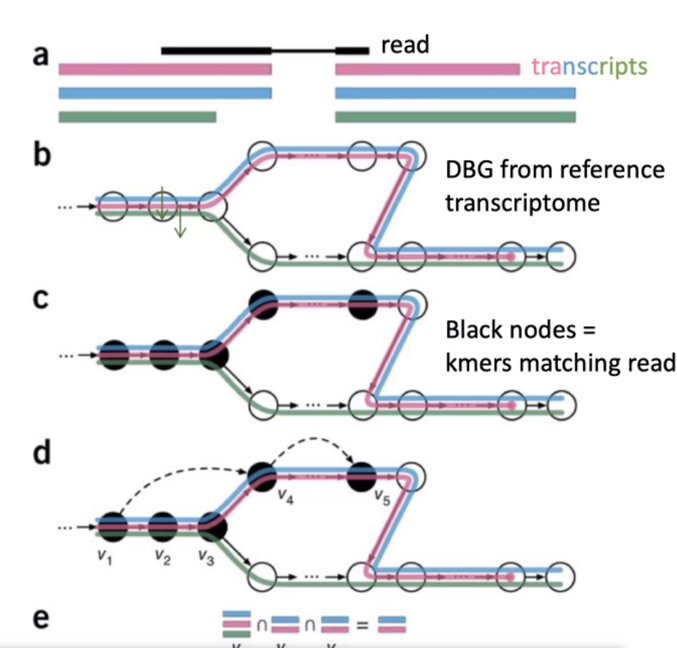 a
read
transcripts
b
DBG from reference
transcriptome
...
...
...
...
c
Black nodes =
kmers matching read
...
...
...
...
d
...
...
V4
V5
V1
V2
V3
...
...
e
∩ ∩ =